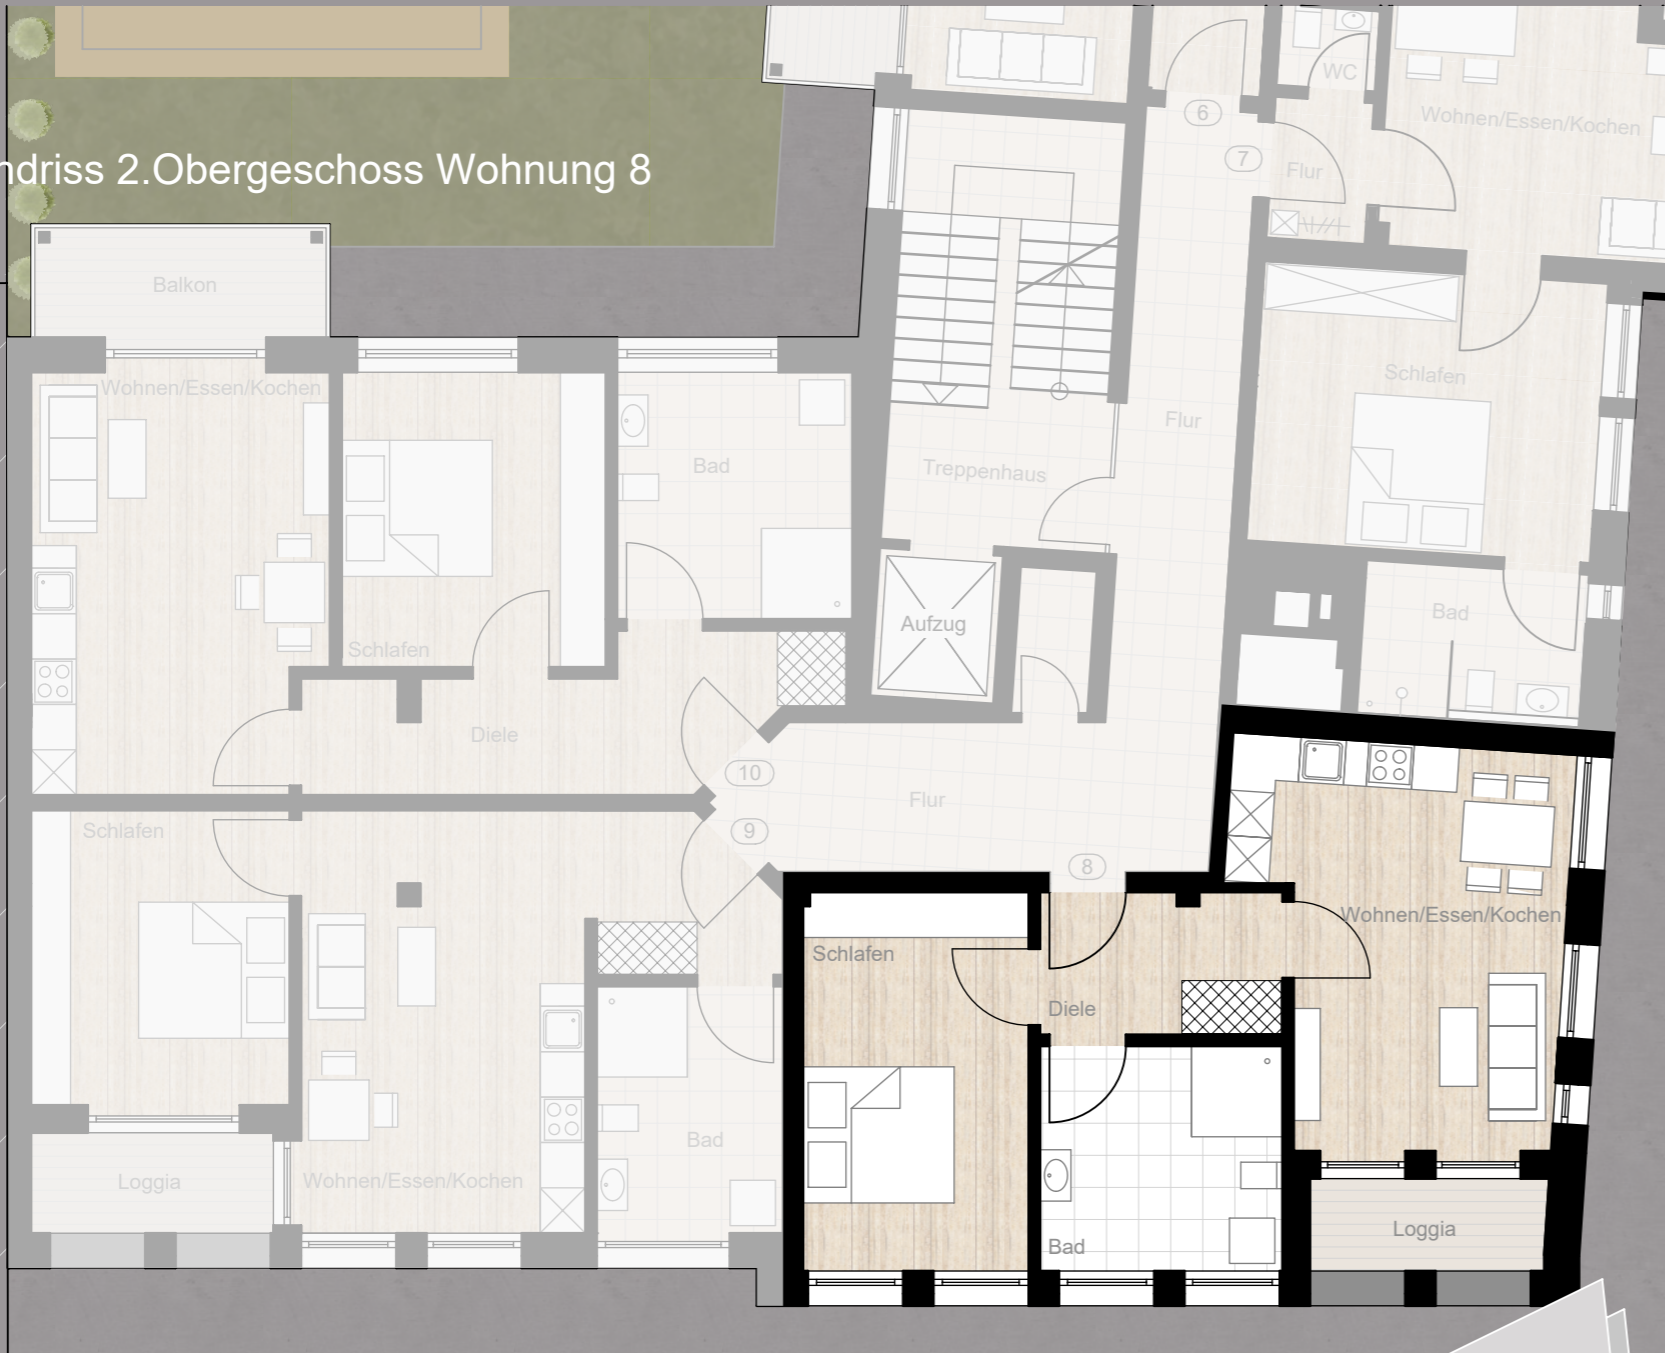 WC
6
Wohnen/Essen/Kochen
7
ndriss 2.Obergeschoss Wohnung 8
Flur
Balkon
Wohnen/Essen/Kochen
Schlafen
Flur
Bad
Treppenhaus
Bad
Aufzug
Schlafen
Diele
10
Flur
Schlafen
9
8
Wohnen/Essen/Kochen
Schlafen
Diele
Bad
Loggia
Wohnen/Essen/Kochen
Loggia
Bad